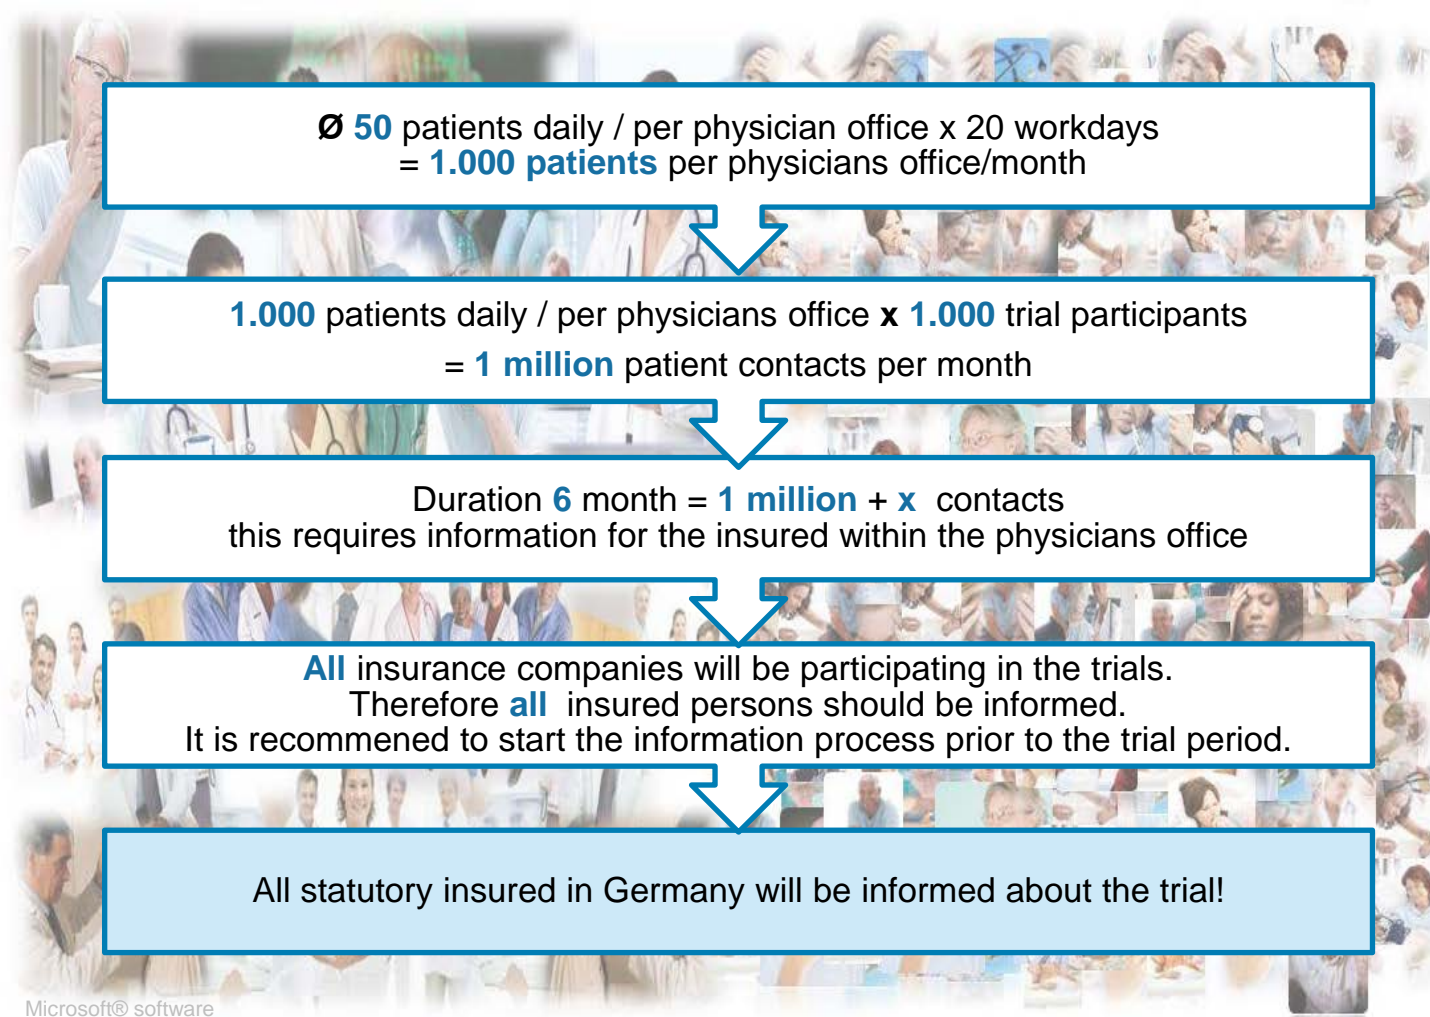 Ø 50 patients daily / per physician office x 20 workdays
= 1.000 patients per physicians office/month
1.000 patients daily / per physicians office x 1.000 trial participants
= 1 million patient contacts per month
Duration 6 month = 1 million + x contacts
this requires information for the insured within the physicians office
All insurance companies will be participating in the trials.
Therefore all insured persons should be informed.
It is recommened to start the information process prior to the trial period.
All statutory insured in Germany will be informed about the trial!
Microsoft® software